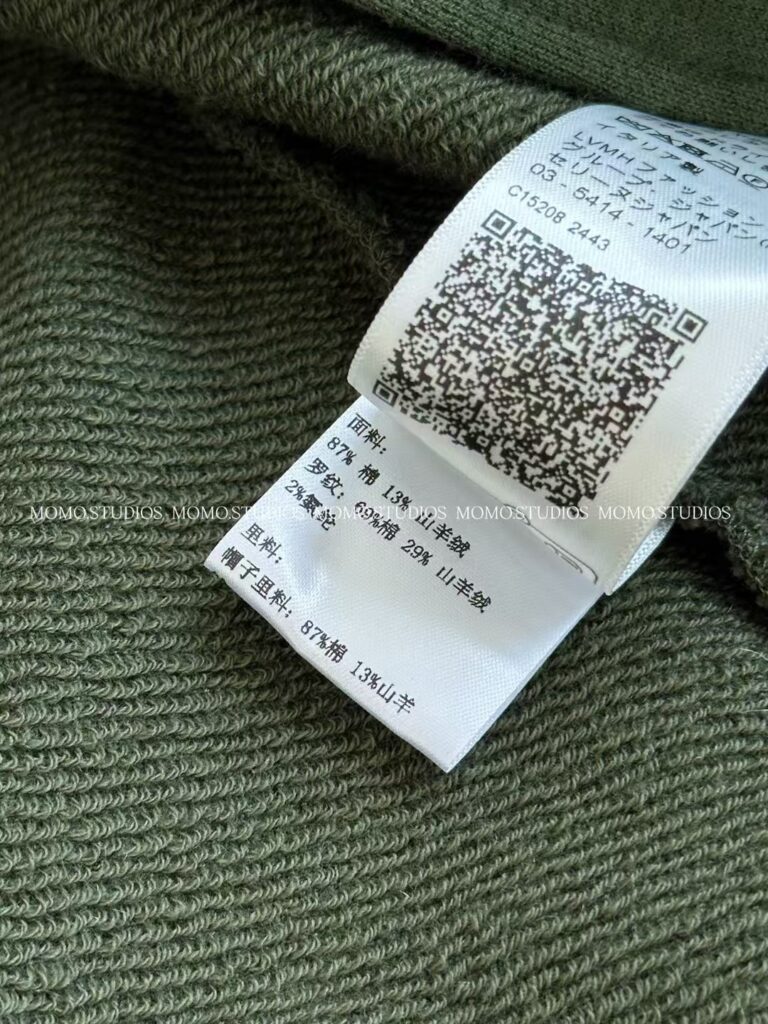 イタリア製
LVMHファッション
グループ・ジャパン
セリーヌジャパン
03 - 5414 - 1401
C1520B 2443
面料:
87% 棉 13% 山羊绒
罗纹: 69%棉 29% 山羊绒
2%氨纶
里料:
帽子里料: 87%棉 13%山羊
MOMO.STUDIOS MOMO.STUDIOS MOMO.STUDIOS MOMO.STUDIOS MOMO.STUDIOS